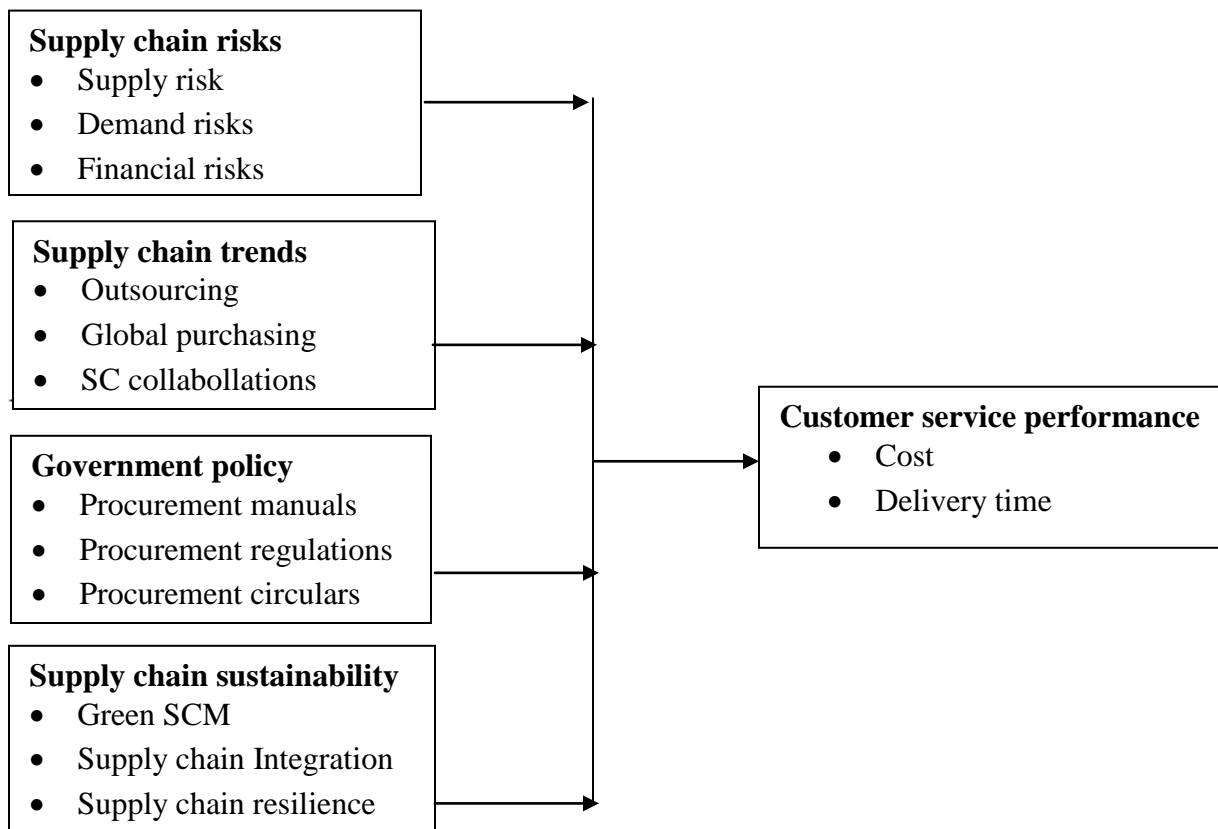 Supply chain risks
• Supply risk
• Demand risks
• Financial risks
Supply chain trends
• Outsourcing
• Global purchasing
• SC collabollations
Government policy
• Procurement manuals
• Procurement regulations
• Procurement circulars
Supply chain sustainability
• Green SCM
• Supply chain Integration
• Supply chain resilience
Customer service performance
• Cost
• Delivery time